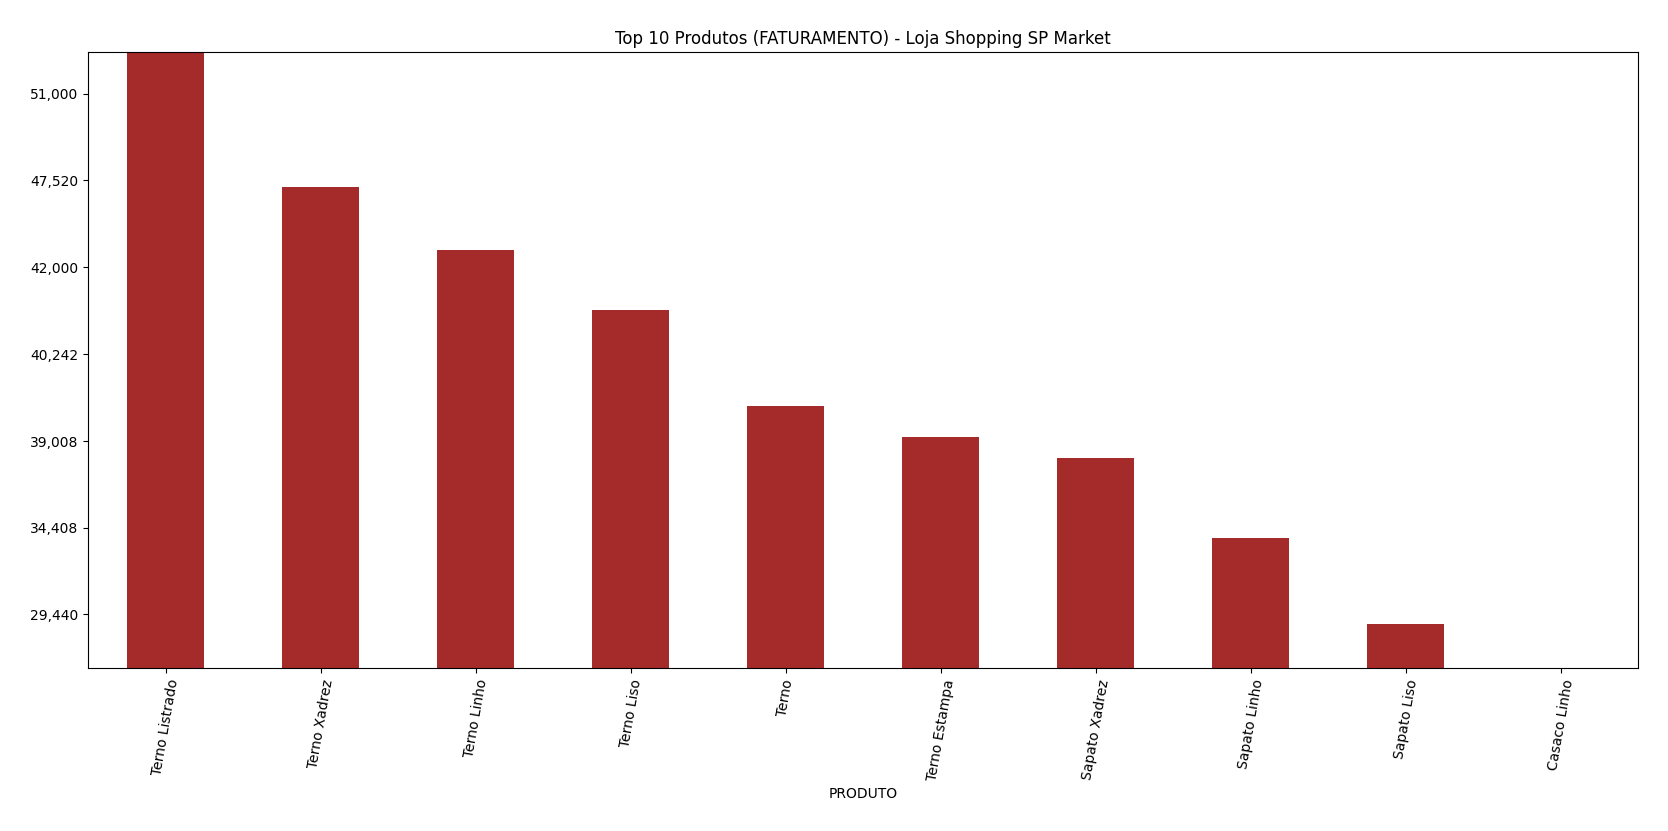 Top 10 Produtos (FATURAMENTO) - Loja Shopping SP Market
51,000
47,520
42,000
40,242
39,008
34,408
29,440
Terno Listrado
Terno Xadrez
Terno Linho
Terno Liso
Terno
Terno Estampa
Sapato Xadrez
Sapato Linho
Sapato Liso
Casaco Linho
PRODUTO